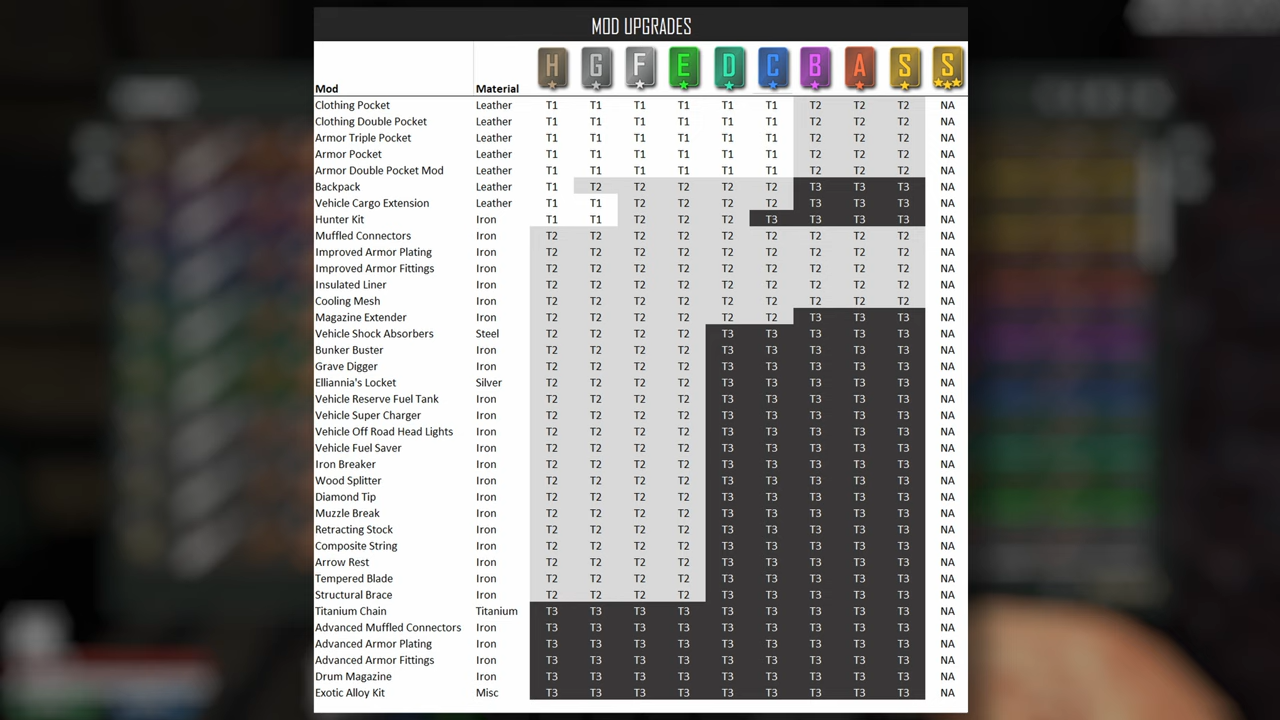 MOD UPGRADES
H G F E D C B A S S
Mod Material
Clothing Pocket Leather T1 T1 T1 T1 T1 T1 T2 T2 T2 NA
Clothing Double Pocket Leather T1 T1 T1 T1 T1 T1 T2 T2 T2 NA
Armor Triple Pocket Leather T1 T1 T1 T1 T1 T1 T2 T2 T2 NA
Armor Pocket Leather T1 T1 T1 T1 T1 T1 T2 T2 T2 NA
Armor Double Pocket Mod Leather T1 T1 T1 T1 T1 T1 T2 T2 T2 NA
Backpack Leather T1 T2 T2 T2 T2 T2 T3 T3 T3 NA
Vehicle Cargo Extension Leather T1 T1 T2 T2 T2 T2 T3 T3 T3 NA
Hunter Kit Iron T1 T1 T2 T2 T2 T3 T3 T3 T3 NA
Muffled Connectors Iron T2 T2 T2 T2 T2 T2 T2 T2 T2 NA
Improved Armor Plating Iron T2 T2 T2 T2 T2 T2 T2 T2 T2 NA
Improved Armor Fittings Iron T2 T2 T2 T2 T2 T2 T2 T2 T2 NA
Insulated Liner Iron T2 T2 T2 T2 T2 T2 T2 T2 T2 NA
Cooling Mesh Iron T2 T2 T2 T2 T2 T2 T2 T2 T2 NA
Magazine Extender Iron T2 T2 T2 T2 T2 T2 T3 T3 T3 NA
Vehicle Shock Absorbers Steel T2 T2 T2 T2 T3 T3 T3 T3 T3 NA
Bunker Buster Iron T2 T2 T2 T2 T3 T3 T3 T3 T3 NA
Grave Digger Iron T2 T2 T2 T2 T3 T3 T3 T3 T3 NA
Elliannia's Locket Silver T2 T2 T2 T2 T3 T3 T3 T3 T3 NA
Vehicle Reserve Fuel Tank Iron T2 T2 T2 T2 T3 T3 T3 T3 T3 NA
Vehicle Super Charger Iron T2 T2 T2 T2 T3 T3 T3 T3 T3 NA
Vehicle Off Road Head Lights Iron T2 T2 T2 T2 T3 T3 T3 T3 T3 NA
Vehicle Fuel Saver Iron T2 T2 T2 T2 T3 T3 T3 T3 T3 NA
Iron Breaker Iron T2 T2 T2 T2 T3 T3 T3 T3 T3 NA
Wood Splitter Iron T2 T2 T2 T2 T3 T3 T3 T3 T3 NA
Diamond Tip Iron T2 T2 T2 T2 T3 T3 T3 T3 T3 NA
Muzzle Break Iron T2 T2 T2 T2 T3 T3 T3 T3 T3 NA
Retracting Stock Iron T2 T2 T2 T2 T3 T3 T3 T3 T3 NA
Composite String Iron T2 T2 T2 T2 T3 T3 T3 T3 T3 NA
Arrow Rest Iron T2 T2 T2 T2 T3 T3 T3 T3 T3 NA
Tempered Blade Iron T2 T2 T2 T2 T3 T3 T3 T3 T3 NA
Structural Brace Iron T2 T2 T2 T2 T3 T3 T3 T3 T3 NA
Titanium Chain Titanium T3 T3 T3 T3 T3 T3 T3 T3 T3 NA
Advanced Muffled Connectors Iron T3 T3 T3 T3 T3 T3 T3 T3 T3 NA
Advanced Armor Plating Iron T3 T3 T3 T3 T3 T3 T3 T3 T3 NA
Advanced Armor Fittings Iron T3 T3 T3 T3 T3 T3 T3 T3 T3 NA
Drum Magazine Iron T3 T3 T3 T3 T3 T3 T3 T3 T3 NA
Exotic Alloy Kit Misc T3 T3 T3 T3 T3 T3 T3 T3 T3 NA